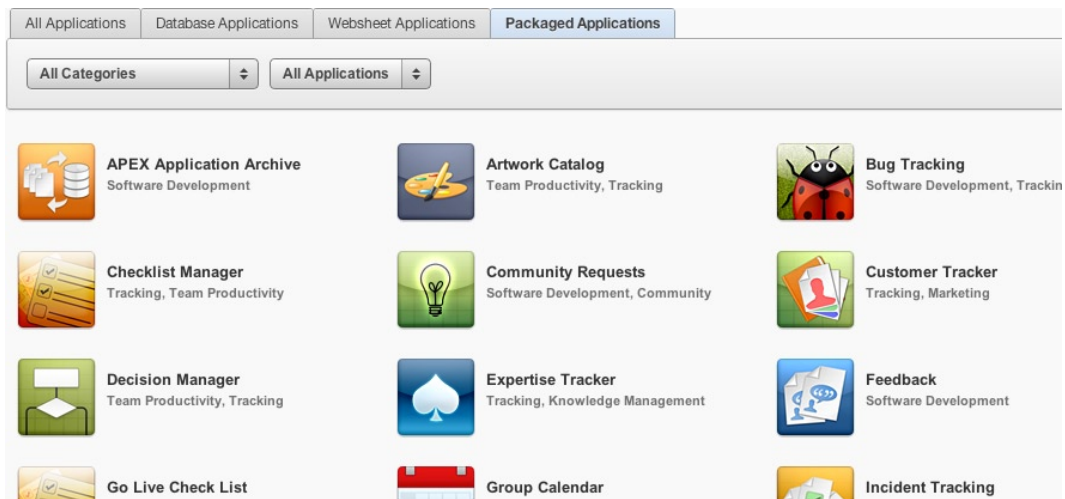 All Applications
Database Applications
Websheet Applications
Packaged Applications
All Categories
All Applications
APEX Application Archive
Software Development
Artwork Catalog
Team Productivity, Tracking
Bug Tracking
Software Development,
Checklist Manager
Tracking, Team Productivity
Community Requests
Software Development, Community
Customer Tracker
Tracking, Marketing
Decision Manager
Team Productivity, Tracking
Expertise Tracker
Tracking, Knowledge Management
Feedback
Software Development
Go Live Check List
Group Calendar
Incident Tracking